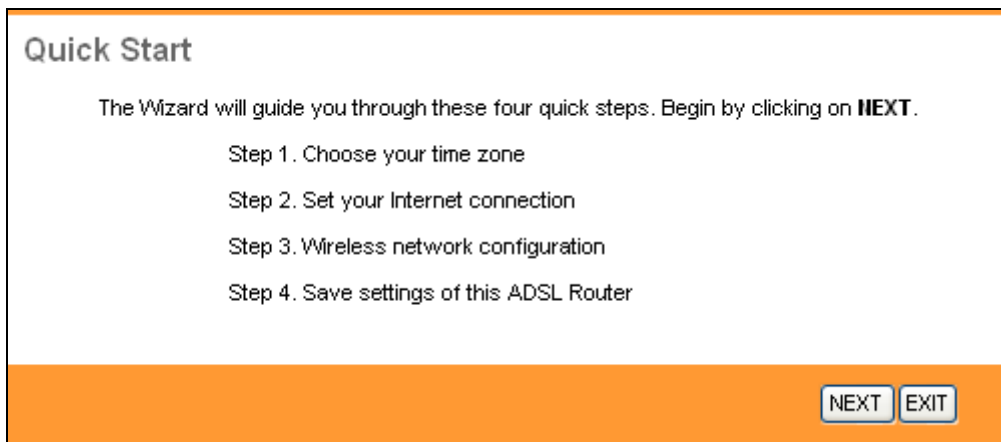 Quick Start
The Wizard will guide you through these four quick steps. Begin by clicking on NEXT.
Step 1. Choose your time zone
Step 2. Set your Internet connection
Step 3. Wireless network configuration
Step 4. Save settings of this ADSL Router
NEXT EXIT